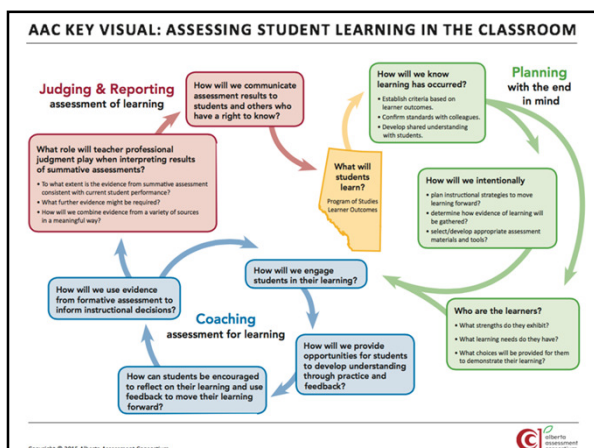 AAC KEY VISUAL: ASSESSING STUDENT LEARNING IN THE CLASSROOM
Judging & Reporting
assessment of learning
How will we communicate
assessment results to
students and others who
have a right to know?
What role will teacher professional
judgment play when interpreting results
of summative assessments?
• To what extent is the evidence from summative assessment
consistent with current student performance?
• What further evidence might be required?
• How will we combine evidence from a variety of sources
in a meaningful way?
What will
students
learn?
Program of Studies
Learner Outcomes
How will we know
learning has occurred?
• Establish criteria based on
learner outcomes.
• Confirm standards with colleagues.
• Develop shared understanding
with students.
Planning
with the end
in mind
How will we intentionally
• plan instructional strategies to move
learning forward?
• determine how evidence of learning will
be gathered?
• select/develop appropriate assessment
materials and tools?
Who are the learners?
• What strengths do they exhibit?
• What learning needs do they have?
• What choices will be provided for them
to demonstrate their learning?
How will we engage
students in their learning?
How will we provide
opportunities for students
to develop understanding
through practice and
feedback?
How can students be encouraged
to reflect on their learning and use
feedback to move their learning
forward?
How will we use evidence
from formative assessment to
inform instructional decisions?
Coaching
assessment for learning
alberta
assessment
consortium
Copyright © 2015 Alberta Assessment Consortium